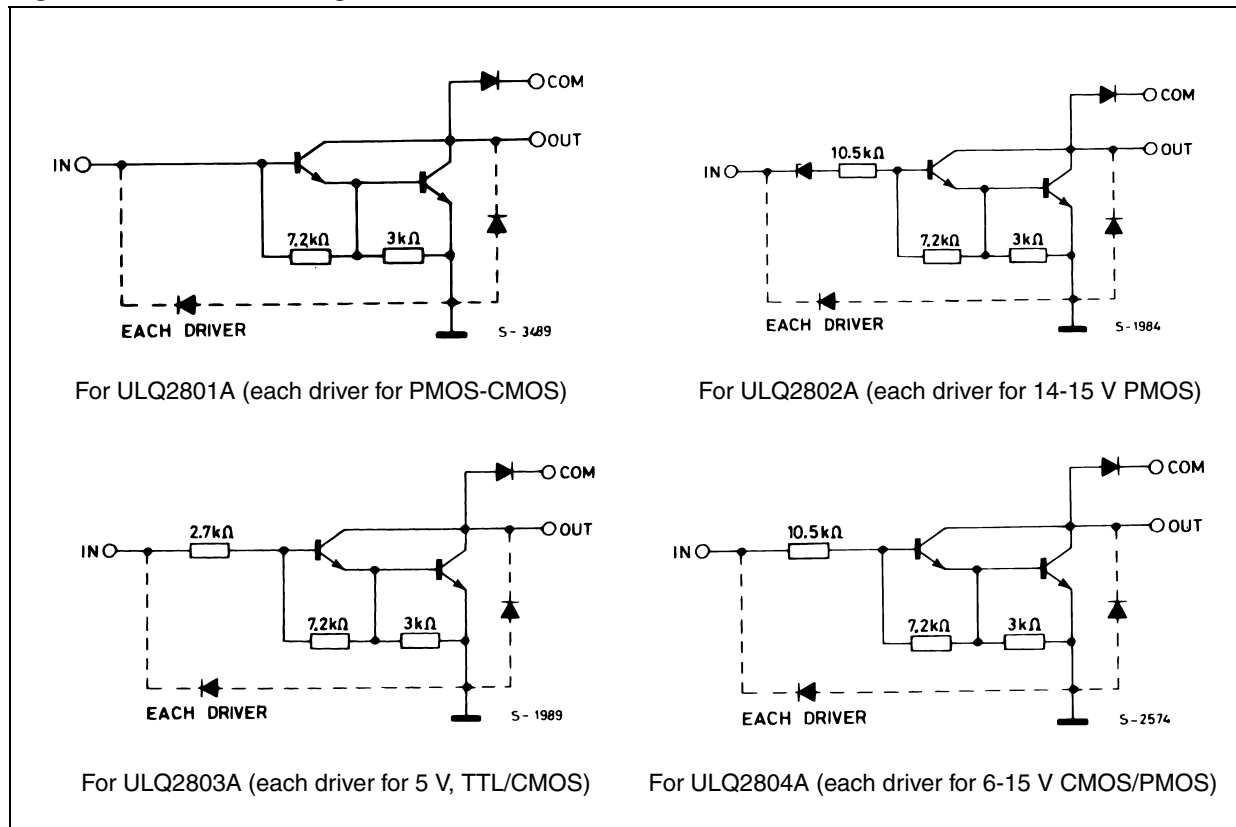 COM
OUT
IN
7.2kΩ 3kΩ
EACH DRIVER
S-3489
For ULQ2801A (each driver for PMOS-CMOS)
COM
OUT
10.5kΩ
IN
7.2kΩ 3kΩ
EACH DRIVER
S-1984
For ULQ2802A (each driver for 14-15 V PMOS)
COM
OUT
2.7kΩ
IN
7.2kΩ 3kΩ
EACH DRIVER
S-1989
For ULQ2803A (each driver for 5 V, TTL/CMOS)
COM
OUT
10.5kΩ
IN
7.2kΩ 3kΩ
EACH DRIVER
S-2574
For ULQ2804A (each driver for 6-15 V CMOS/PMOS)